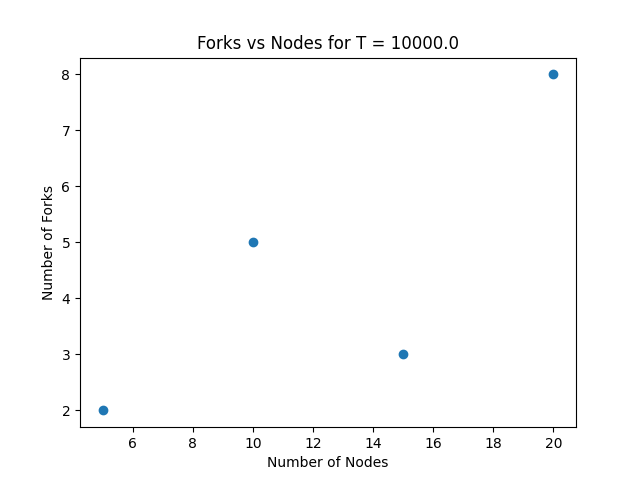 Forks vs Nodes for T = 10000.0
8
7
6
5
4
3
2
Number of Forks
6 8 10 12 14 16 18 20
Number of Nodes